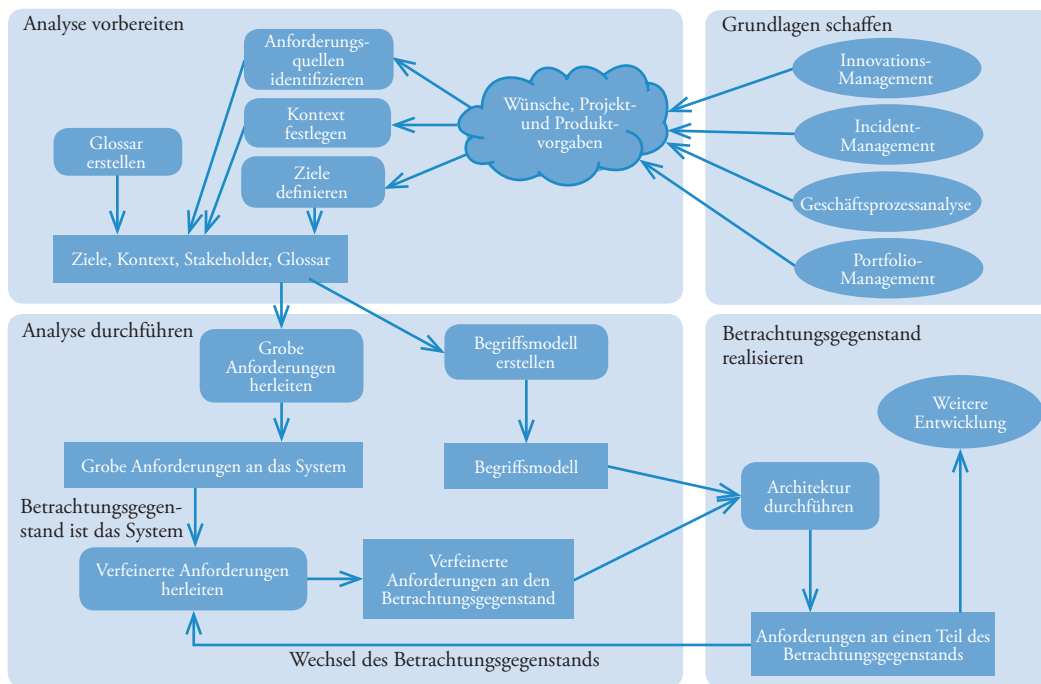 Analyse vorbereiten
Anforderungs-
quellen
identifizieren
Kontext
festlegen
Ziele
definieren
Glossar
erstellen
Wünsche, Projekt-
und Produkt-
vorgaben
Ziele, Kontext, Stakeholder, Glossar
Grundlagen schaffen
Innovations-
Management
Incident-
Management
Geschäftsprozessanalyse
Portfolio-
Management
Analyse durchführen
Grobe
Anforderungen
herleiten
Begriffsmodell
erstellen
Grobe Anforderungen an das System
Begriffsmodell
Betrachtungsgegen-
stand ist das System
Verfeinerte Anforderungen
herleiten
Verfeinerte
Anforderungen an den
Betrachtungsgegenstand
Wechsel des Betrachtungsgegenstands
Betrachtungsgegenstand
realisieren
Weitere
Entwicklung
Architektur
durchführen
Anforderungen an einen Teil des
Betrachtungsgegenstands